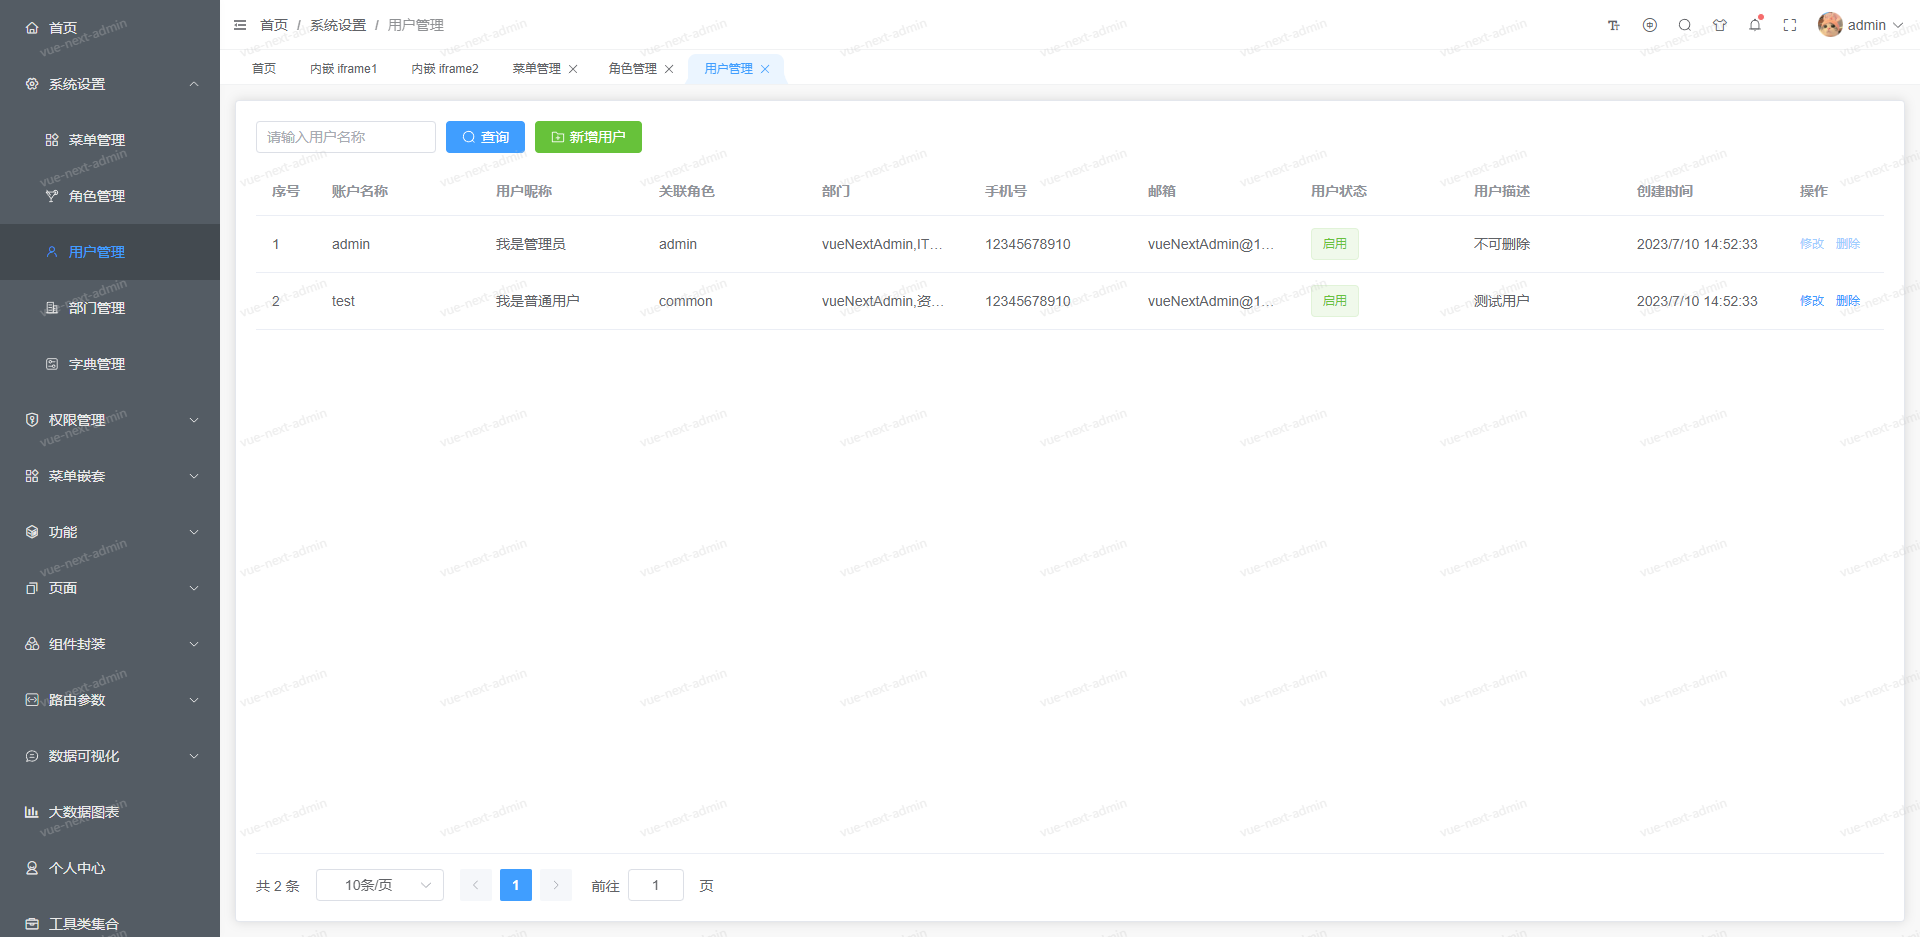 首页
系统设置
菜单管理
角色管理
用户管理
部门管理
字典管理
权限管理
菜单嵌套
功能
页面
组件封装
路由参数
数据可视化
大数据图表
个人中心
工具类集合
首页 / 系统设置 / 用户管理
admin
首页 内嵌 iframe1 内嵌 iframe2 菜单管理 角色管理 用户管理
请输入用户名称 查询 新增用户
序号 账户名称 用户昵称 关联角色 部门 手机号 邮箱 用户状态 用户描述 创建时间 操作
1 admin 我是管理员 admin vueNextAdmin,IT... 12345678910 vueNextAdmin@1... 启用 不可删除 2023/7/10 14:52:33 修改 删除
2 test 我是普通用户 common vueNextAdmin,资... 12345678910 vueNextAdmin@1... 启用 测试用户 2023/7/10 14:52:33 修改 删除
共 2 条 10条/页 1 前往 1 页
vue-next-admin